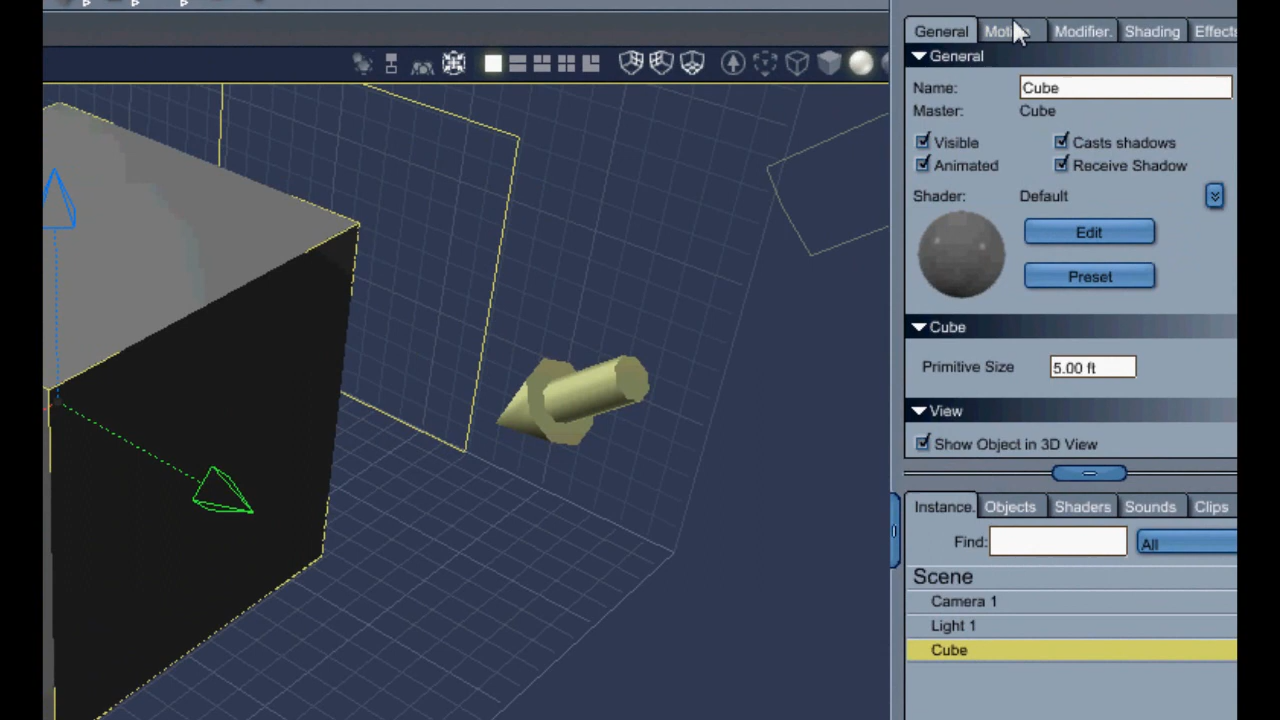 General Moti Modifier. Shading Effects
General
Name: Cube
Master: Cube
Visible Casts shadows
Animated Receive Shadow
Shader: Default
Edit
Preset
Cube
Primitive Size 5.00 ft
View
Show Object in 3D View
Instance. Objects Shaders Sounds Clips
Find: All
Scene
Camera 1
Light 1
Cube